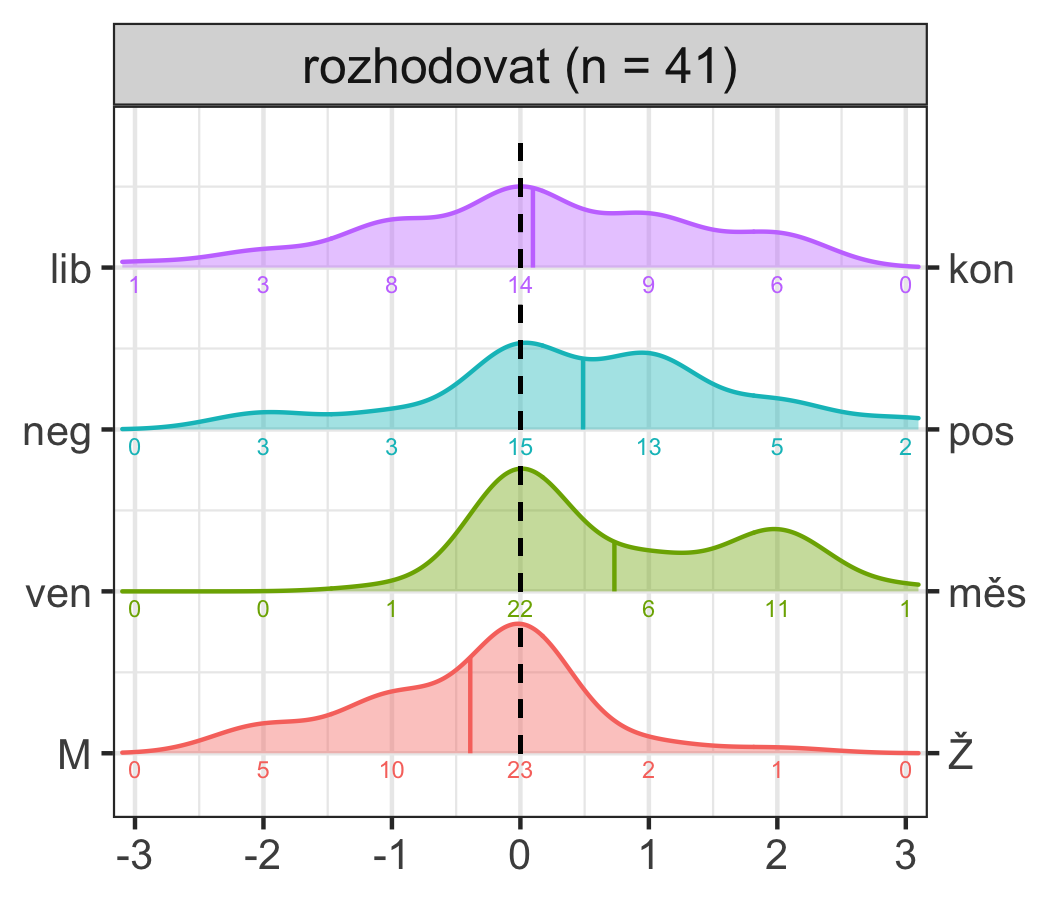 rozhodovat (n = 41)
lib kon
1 3 8 14 9 6 0
neg pos
0 3 3 15 13 5 2
ven měs
0 0 1 22 6 11 1
M Ž
0 5 10 23 2 1 0
-3 -2 -1 0 1 2 3